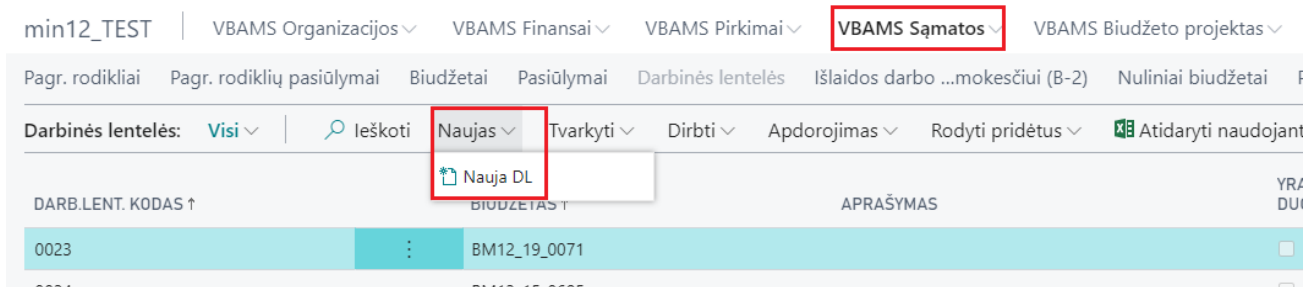 min12_TEST VBAMS Organizacijos VBAMS Finansai VBAMS Pirkimai VBAMS Sąmatos VBAMS Biudžeto projektas
Pagr. rodikliai Pagr. rodiklių pasiūlymai Biudžetai Pasiūlymai Darbinės lentelės Išlaidos darbo ...mokesčiui (B-2) Nuliniai biudžetai
Darbinės lentelės: Visi Ieškoti Naujas Tvarkyti Dirbti Apdorojimas Rodyti pridėtus Atidaryti naudojant
Nauja DL
DARB.LENT. KODAS ↑ BIUDŽETAS ↑ APRAŠYMAS
0023 BM12_19_0071